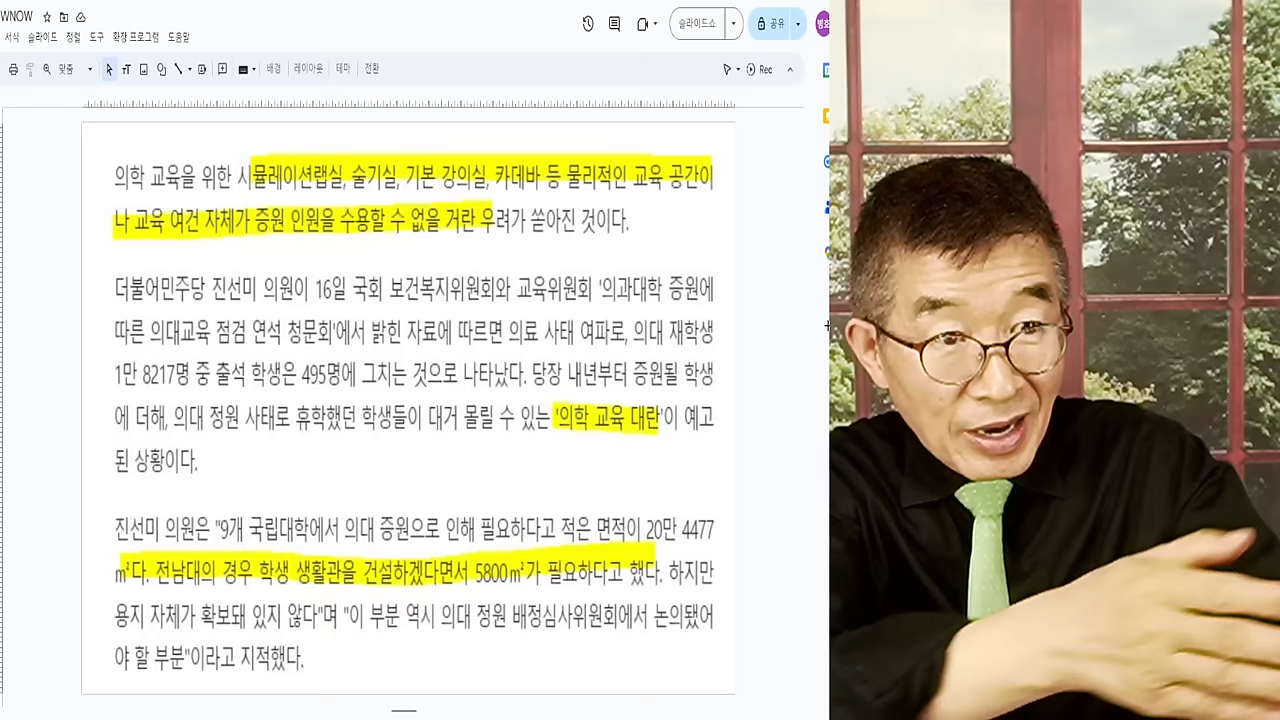 WNOW
서식 슬라이드 정렬 도구 확장 프로그램 도움말
슬라이드쇼
공유
병호
맞춤
배경 레이아웃 테마 전환
Rec
의학 교육을 위한 시뮬레이션랩실, 술기실, 기본 강의실, 카데바 등 물리적인 교육 공간이
나 교육 여건 자체가 증원 인원을 수용할 수 없을 거란 우려가 쏟아진 것이다.
더불어민주당 진선미 의원이 16일 국회 보건복지위원회와 교육위원회 '의과대학 증원에
따른 의대교육 점검 연석 청문회'에서 밝힌 자료에 따르면 의료 사태 여파로, 의대 재학생
1만 8217명 중 출석 학생은 495명에 그치는 것으로 나타났다. 당장 내년부터 증원될 학생
에 더해, 의대 정원 사태로 휴학했던 학생들이 대거 몰릴 수 있는 '의학 교육 대란'이 예고
된 상황이다.
진선미 의원은 "9개 국립대학에서 의대 증원으로 인해 필요하다고 적은 면적이 20만 4477
㎡다. 전남대의 경우 학생 생활관을 건설하겠다면서 5800㎡가 필요하다고 했다. 하지만
용지 자체가 확보돼 있지 않다"며 "이 부분 역시 의대 정원 배정심사위원회에서 논의됐어
야 할 부분"이라고 지적했다.